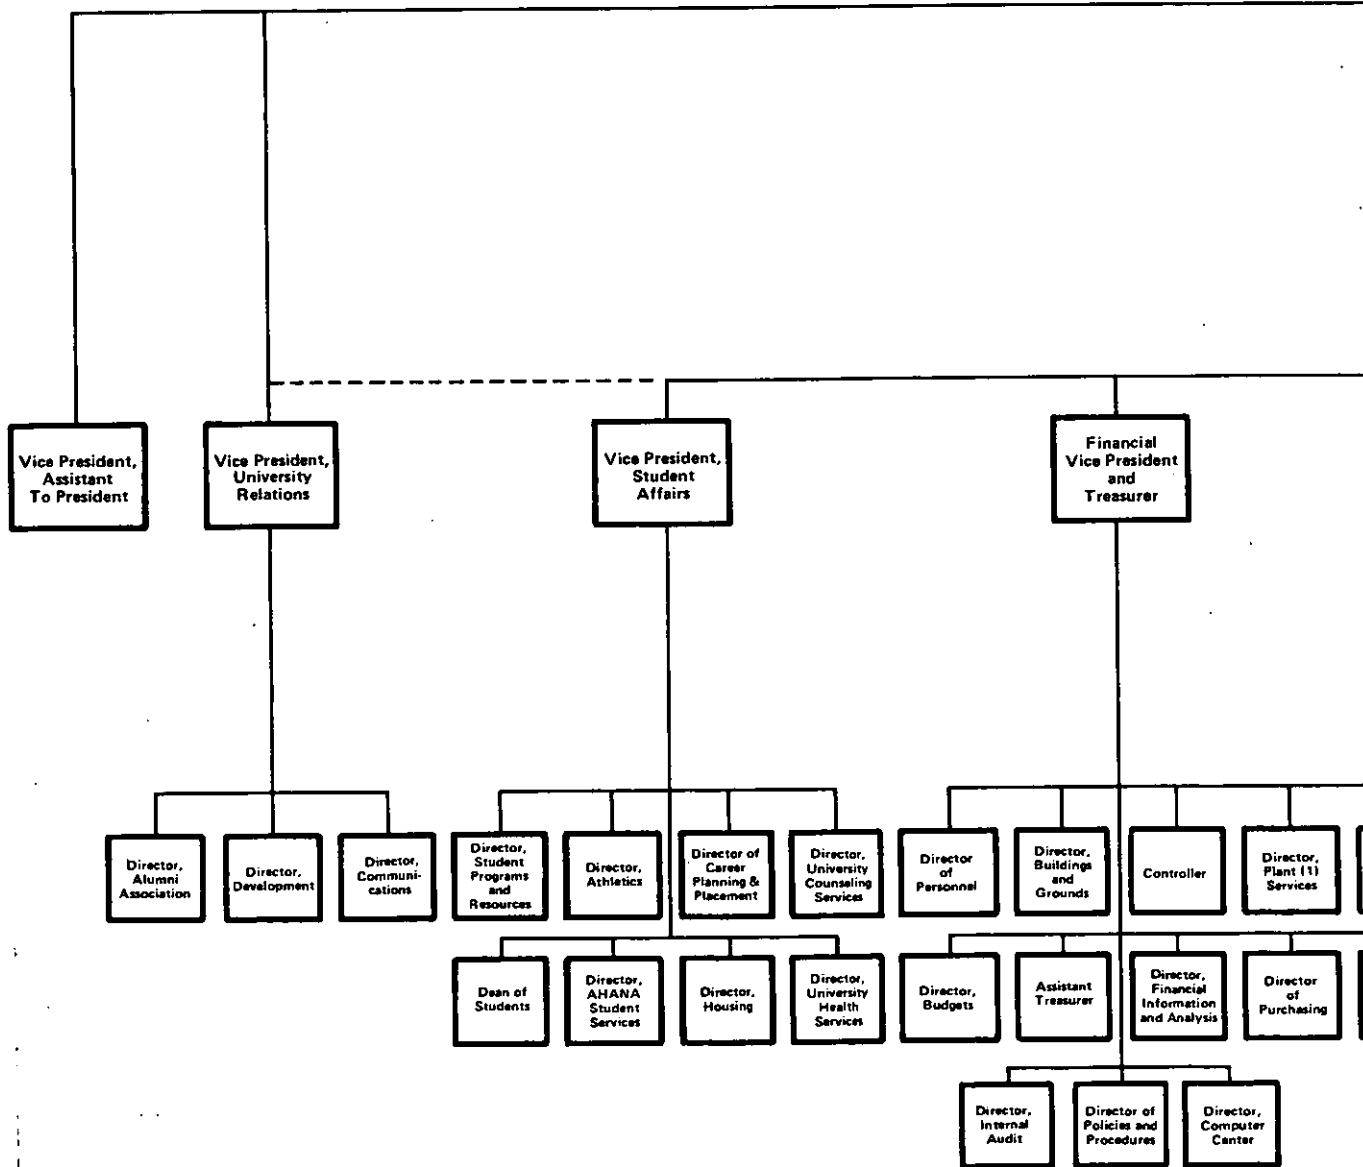 Vice President,
Assistant
To President
Vice President,
University
Relations
Vice President,
Student
Affairs
Financial
Vice President
and
Treasurer
Director,
Alumni
Association
Director,
Development
Director,
Communi-
cations
Director,
Student
Programs
and
Resources
Director,
Athletics
Director of
Career
Planning &
Placement
Director,
University
Counseling
Services
Director
of
Personnel
Director,
Buildings
and
Grounds
Controller
Director,
Plant (1)
Services
Dean of
Students
Director,
AHANA
Student
Services
Director,
Housing
Director,
University
Health
Services
Director,
Budgets
Assistant
Treasurer
Director,
Financial
Information
and Analysis
Director
of
Purchasing
Director,
Internal
Audit
Director of
Policies and
Procedures
Director,
Computer
Center